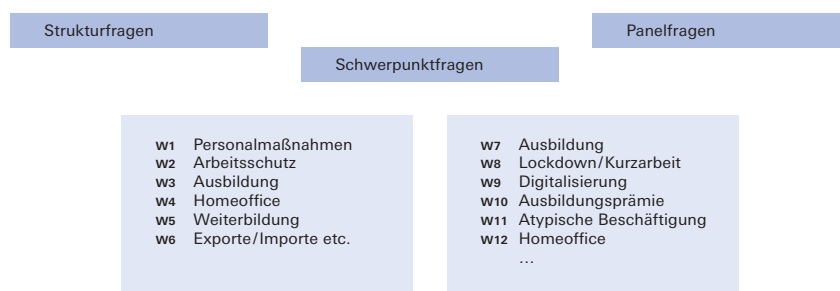 Strukturfragen
Panelfragen
Schwerpunktfragen
W1 Personalmaßnahmen
W2 Arbeitsschutz
W3 Ausbildung
W4 Homeoffice
W5 Weiterbildung
W6 Exporte/Importe etc.
W7 Ausbildung
W8 Lockdown/Kurzarbeit
W9 Digitalisierung
W10 Ausbildungsprämie
W11 Atypische Beschäftigung
W12 Homeoffice
…